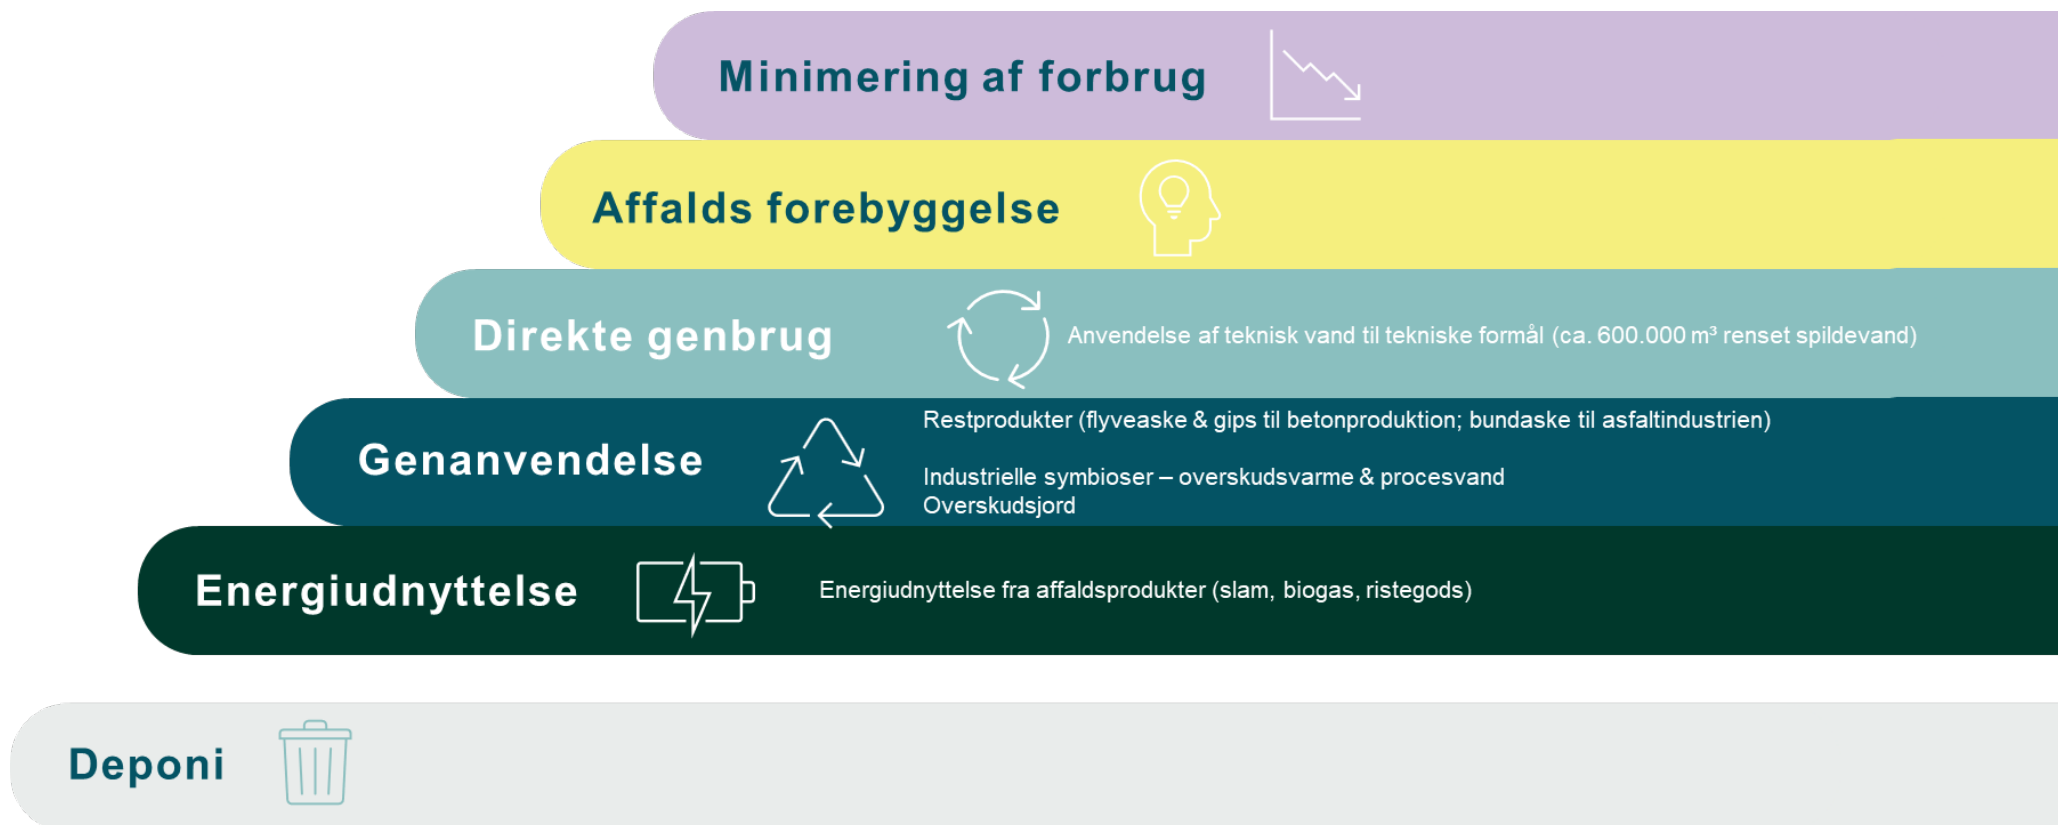 Minimering af forbrug
Affalds forebyggelse
Direkte genbrug
Anvendelse af teknisk vand til tekniske formål (ca. 600.000 m³ renset spildevand)
Genanvendelse
Restprodukter (flyveaske & gips til betonproduktion; bundaske til asfaltindustrien)
Industrielle symbioser – overskudsvarme & procesvand
Overskudsjord
Energiudnyttelse
Energiudnyttelse fra affaldsprodukter (slam, biogas, ristegods)
Deponi